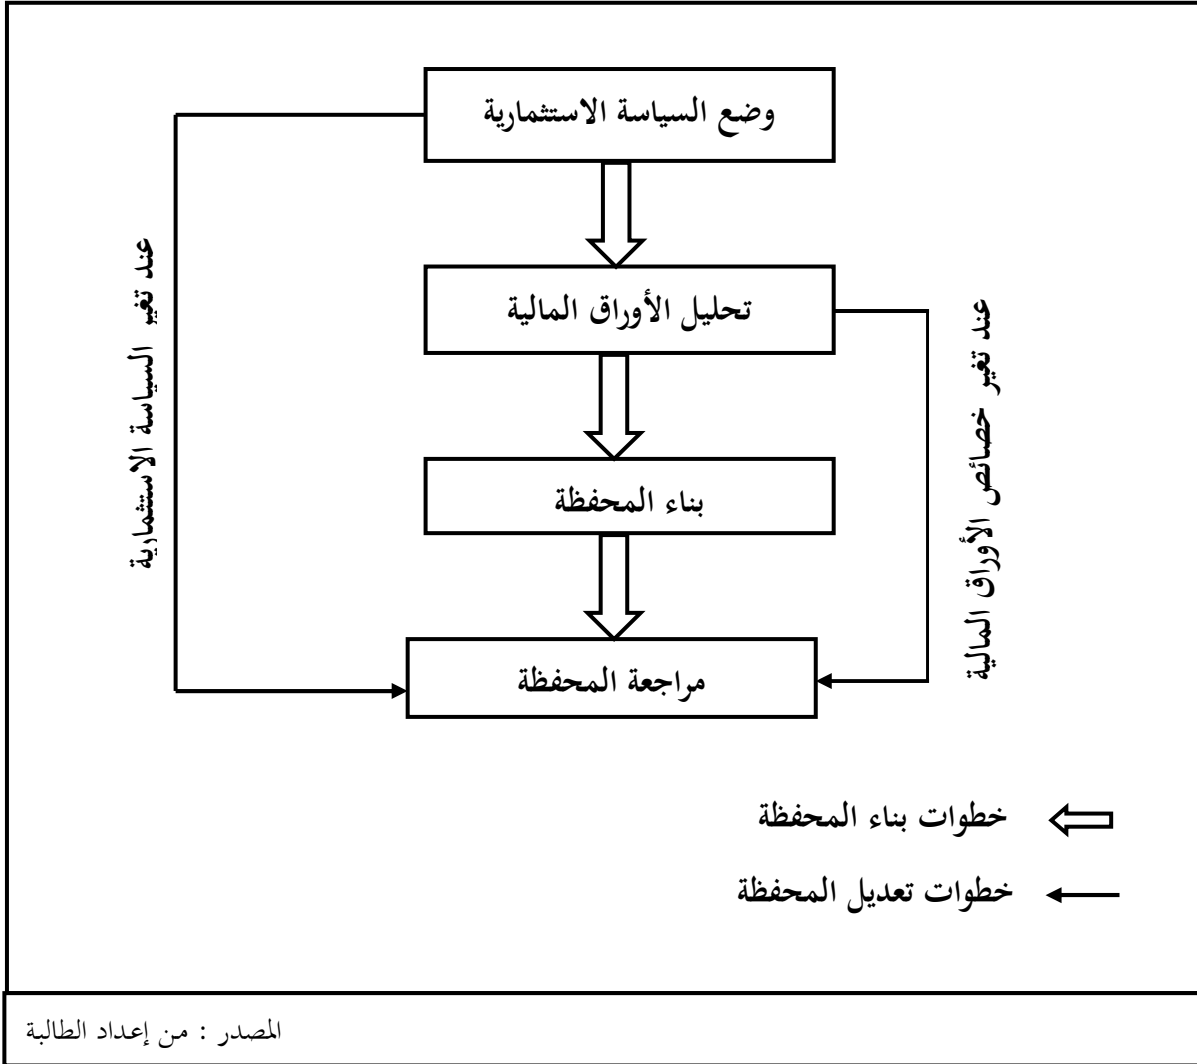 وضع السياسة الاستثمارية
تحليل الأوراق المالية
بناء المحفظة
مراجعة المحفظة
عند تغير خصائص الأوراق المالية
عند تغير السياسة الاستثمارية
خطوات بناء المحفظة
خطوات تعديل المحفظة
المصدر : من إعداد الطالبة